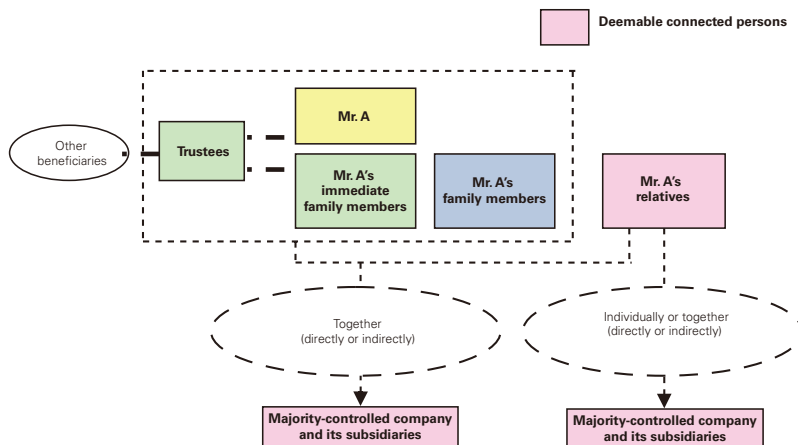 Deemable connected persons
Mr. A
Other
beneficiaries
Trustees
Mr. A's
immediate
family members
Mr. A's
family members
Mr. A's
relatives
Together
(directly or indirectly)
Individually or together
(directly or indirectly)
Majority-controlled company
and its subsidiaries
Majority-controlled company
and its subsidiaries